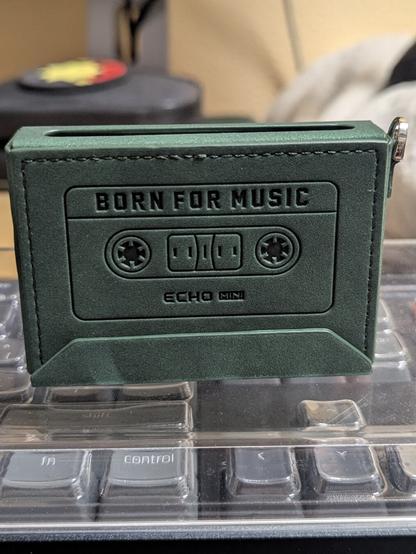 BORN FOR MUSIC
ECHO MINI
fn
control
<